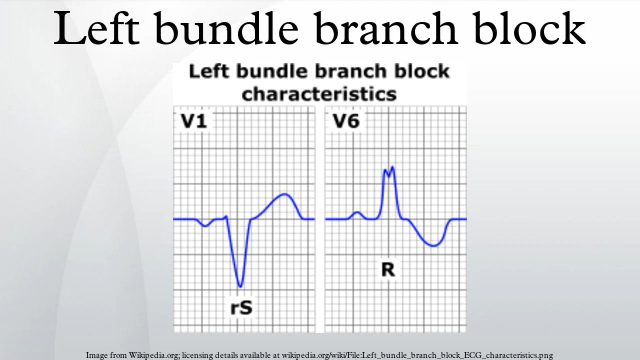 Left bundle branch block
Left bundle branch block
characteristics
V1
V6
R
rS
Image from Wikipedia.org; licensing details available at wikipedia.org/wiki/File:Left_bundle_branch_block_ECG_characteristics.png